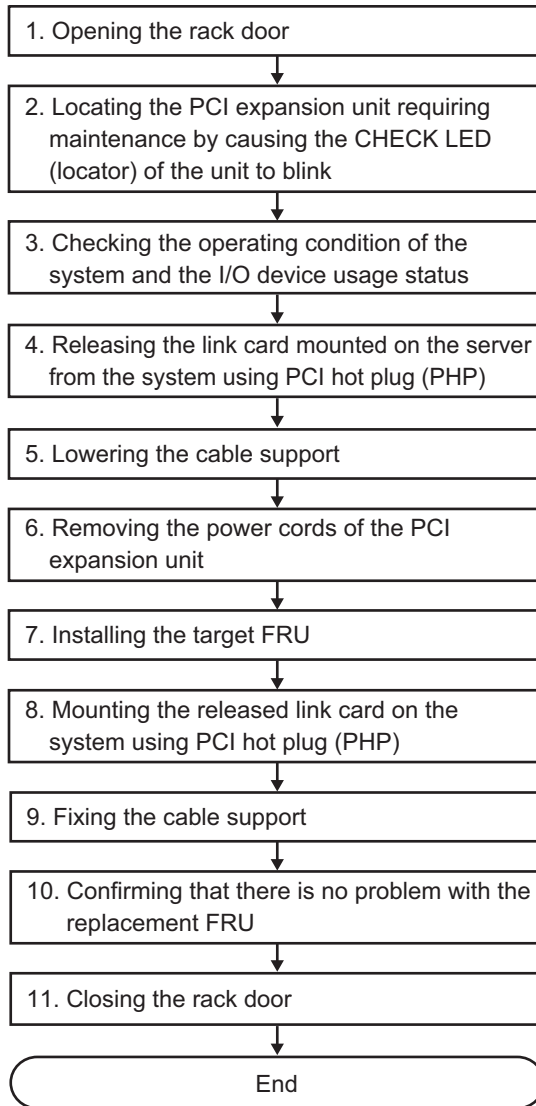 1. Opening the rack door
2. Locating the PCI expansion unit requiring
maintenance by causing the CHECK LED
(locator) of the unit to blink
3. Checking the operating condition of the
system and the I/O device usage status
4. Releasing the link card mounted on the server
from the system using PCI hot plug (PHP)
5. Lowering the cable support
6. Removing the power cords of the PCI
expansion unit
7. Installing the target FRU
8. Mounting the released link card on the
system using PCI hot plug (PHP)
9. Fixing the cable support
10. Confirming that there is no problem with the
replacement FRU
11. Closing the rack door
End